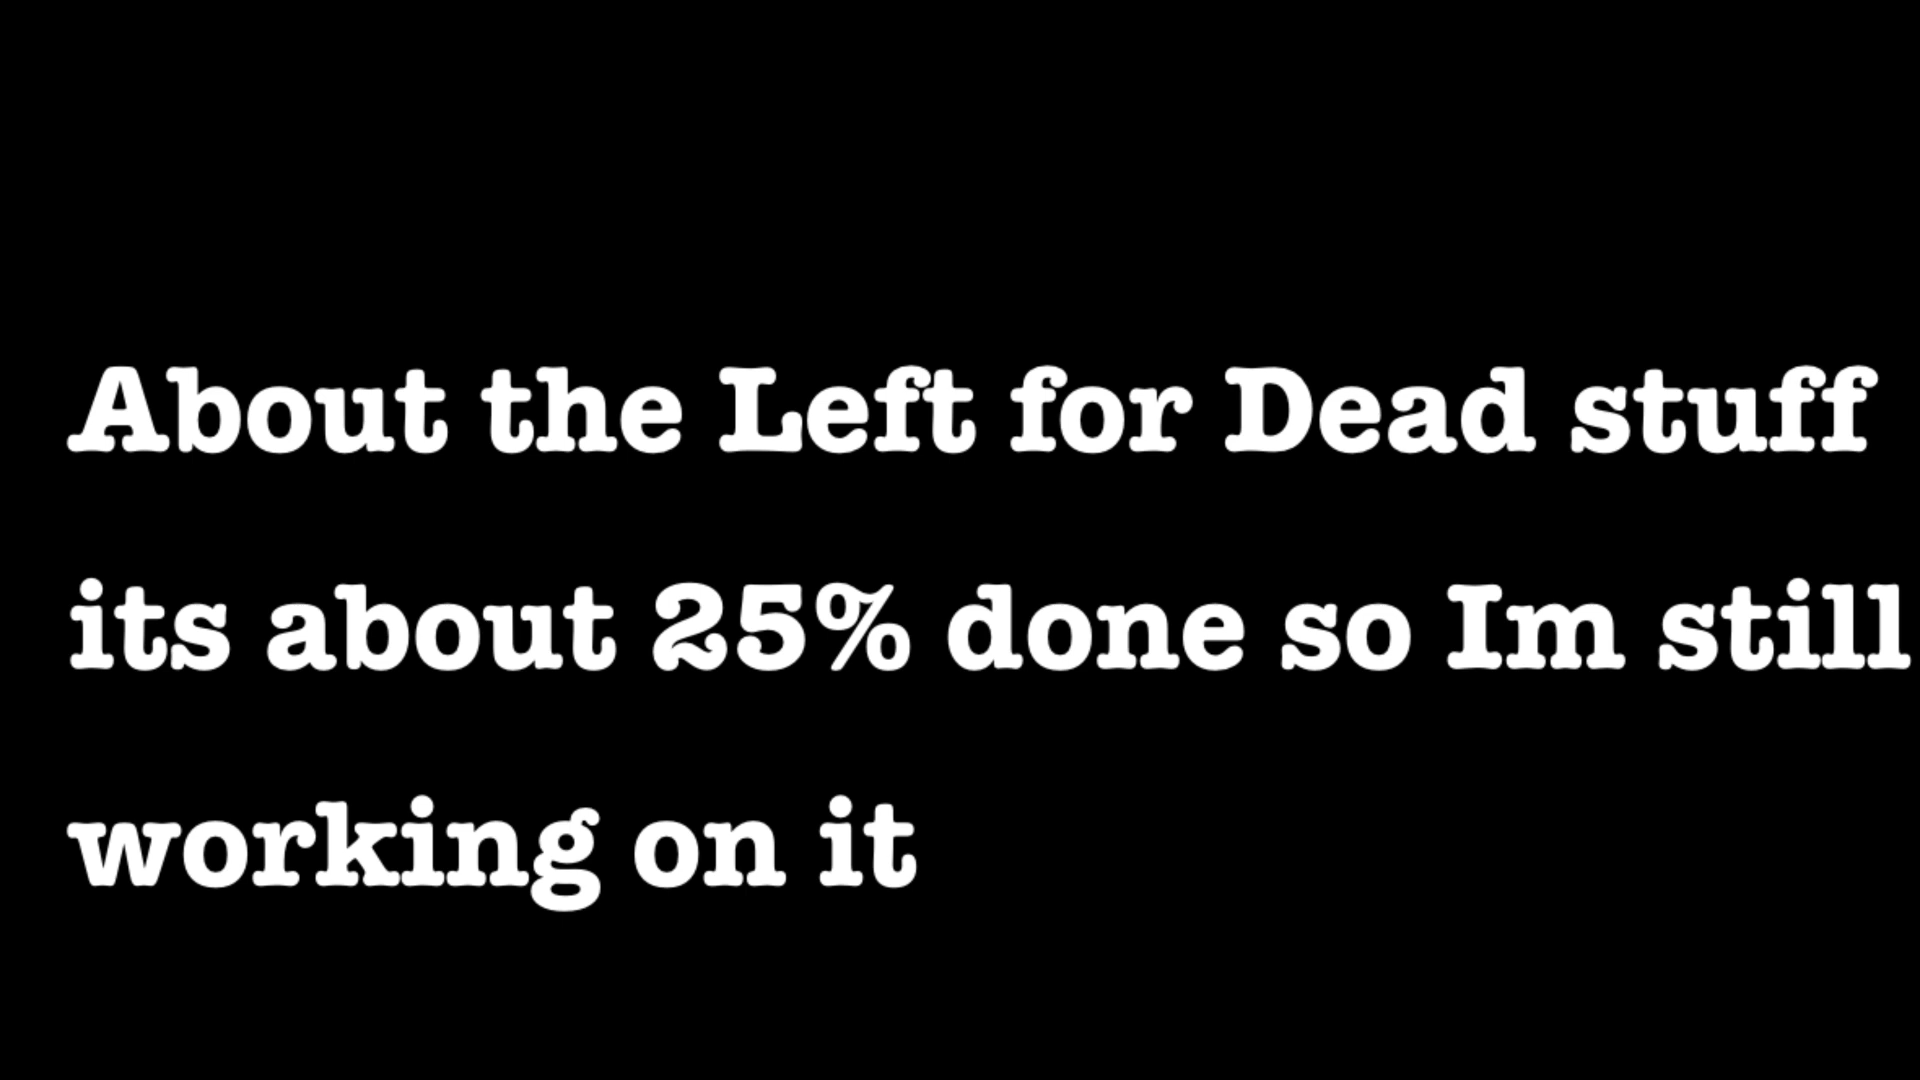 About the Left for Dead stuff
its about 25% done so Im still
working on it